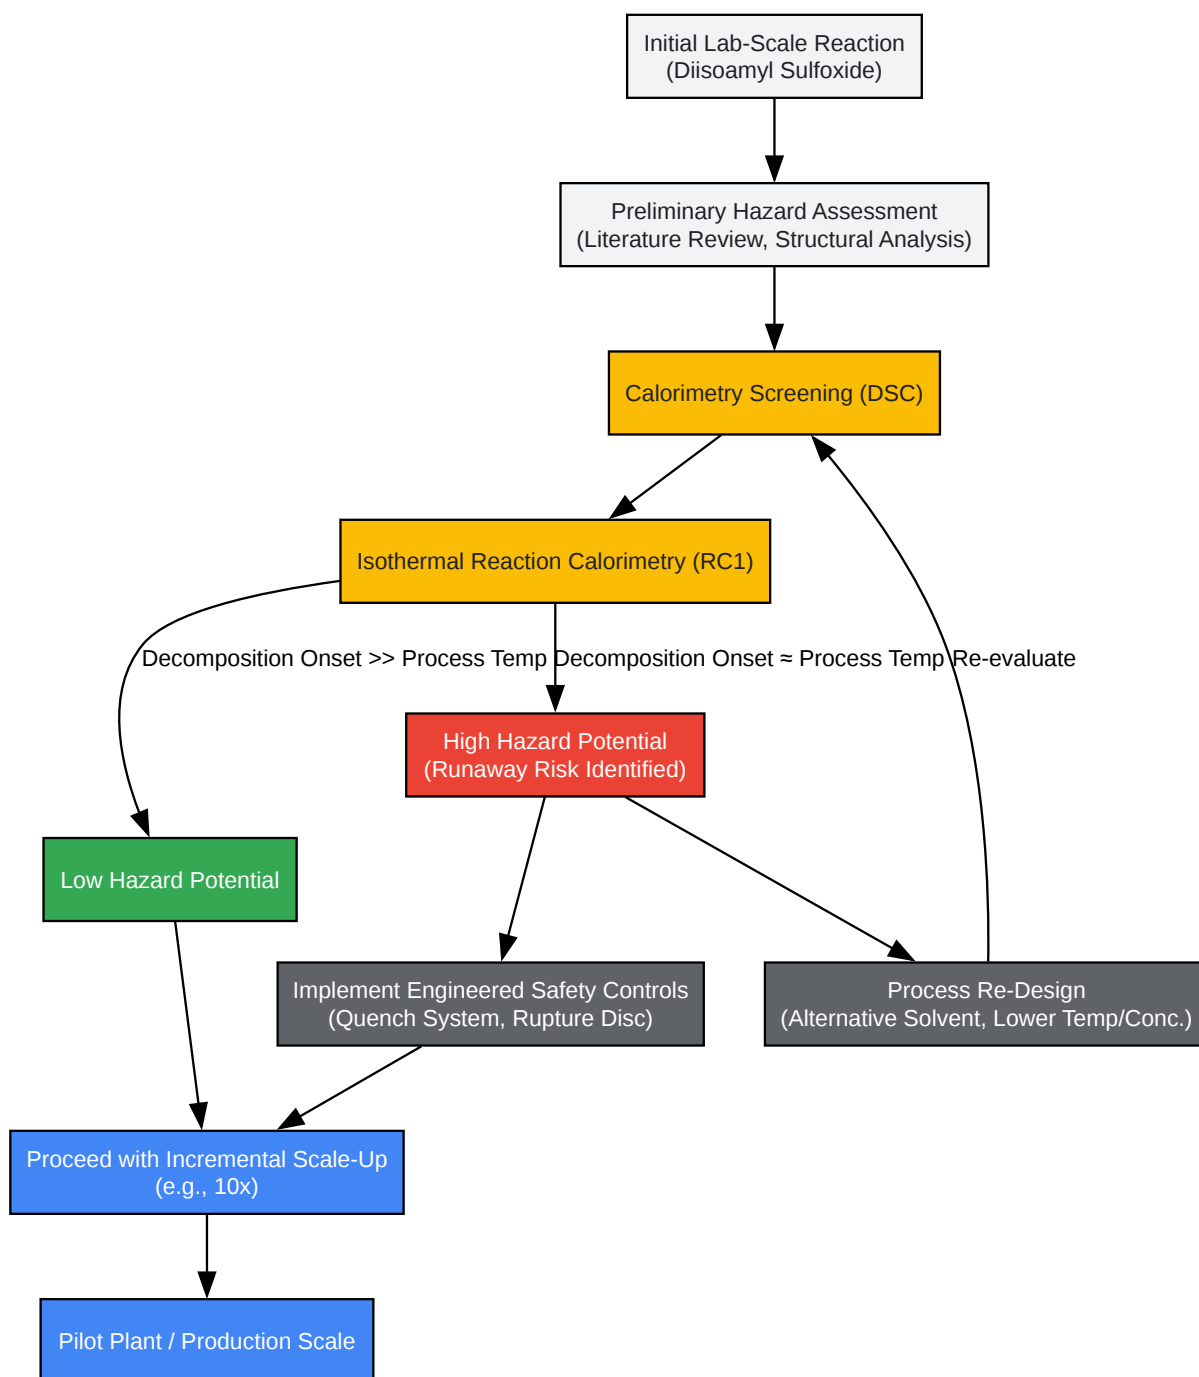 Initial Lab-Scale Reaction
(Diisoamyl Sulfoxide)
Preliminary Hazard Assessment
(Literature Review, Structural Analysis)
Calorimetry Screening (DSC)
Isothermal Reaction Calorimetry (RC1)
Decomposition Onset >> Process Temp
Decomposition Onset ≈ Process Temp
Re-evaluate
High Hazard Potential
(Runaway Risk Identified)
Low Hazard Potential
Implement Engineered Safety Controls
(Quench System, Rupture Disc)
Process Re-Design
(Alternative Solvent, Lower Temp/Conc.)
Proceed with Incremental Scale-Up
(e.g., 10x)
Pilot Plant / Production Scale